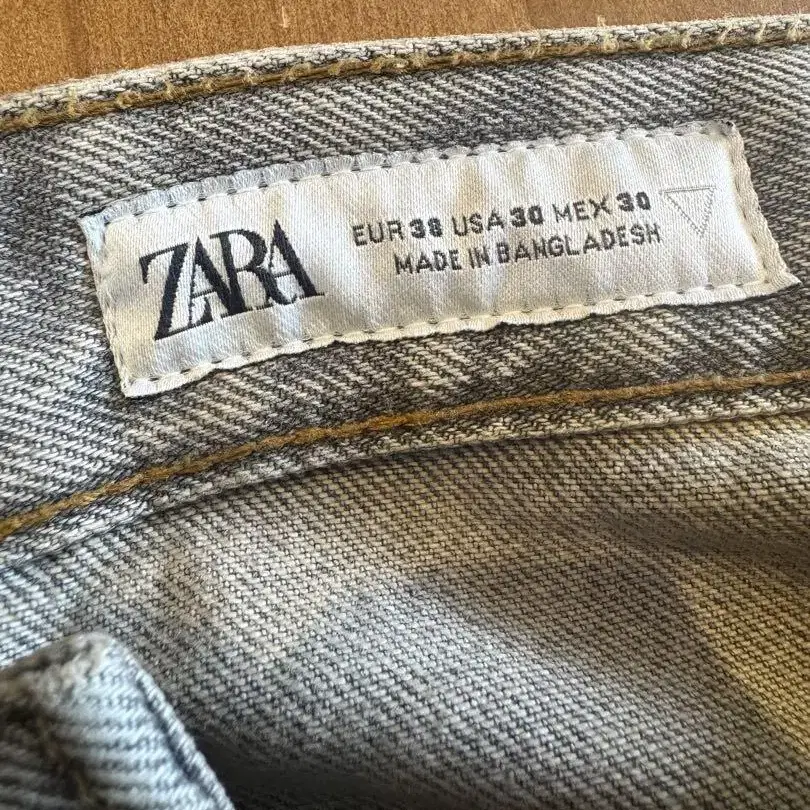 ZARA
EUR 38 USA 30 MEX 30
MADE IN BANGLADESH